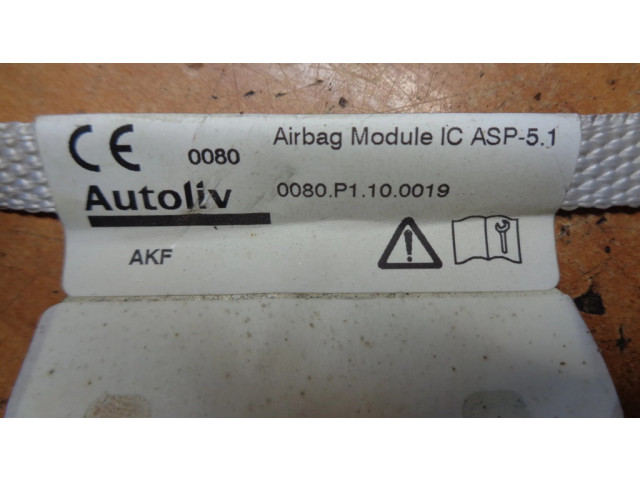 CE 0080 Airbag Module IC ASP-5.1
Autoliv 0080.P1.10.0019
AKF